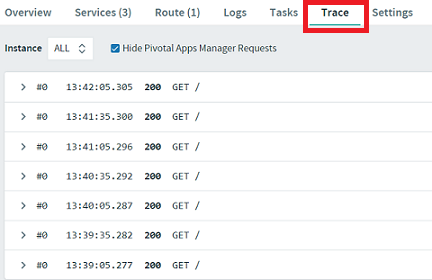 Overview Services (3) Route (1) Logs Tasks Trace Settings
Instance ALL Hide Pivotal Apps Manager Requests
#0 13:42:05.305 200 GET /
#0 13:41:35.300 200 GET /
#0 13:41:05.296 200 GET /
#0 13:40:35.292 200 GET /
#0 13:40:05.287 200 GET /
#0 13:39:35.282 200 GET /
#0 13:39:05.277 200 GET /